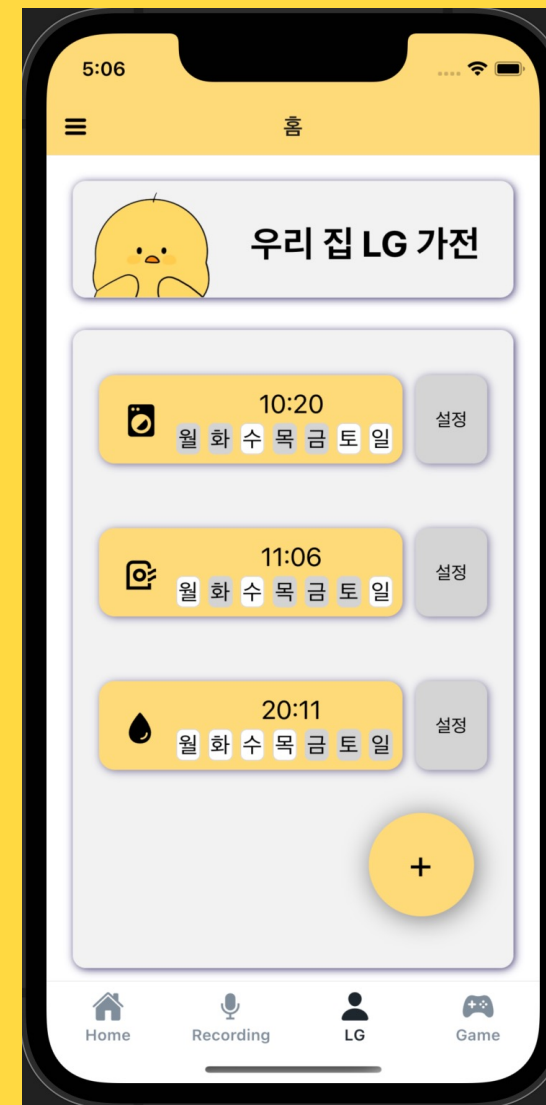 5:06
홈
우리 집 LG 가전
10:20
월 화 수 목 금 토 일
설정
11:06
월 화 수 목 금 토 일
설정
20:11
월 화 수 목 금 토 일
설정
+
Home Recording LG Game